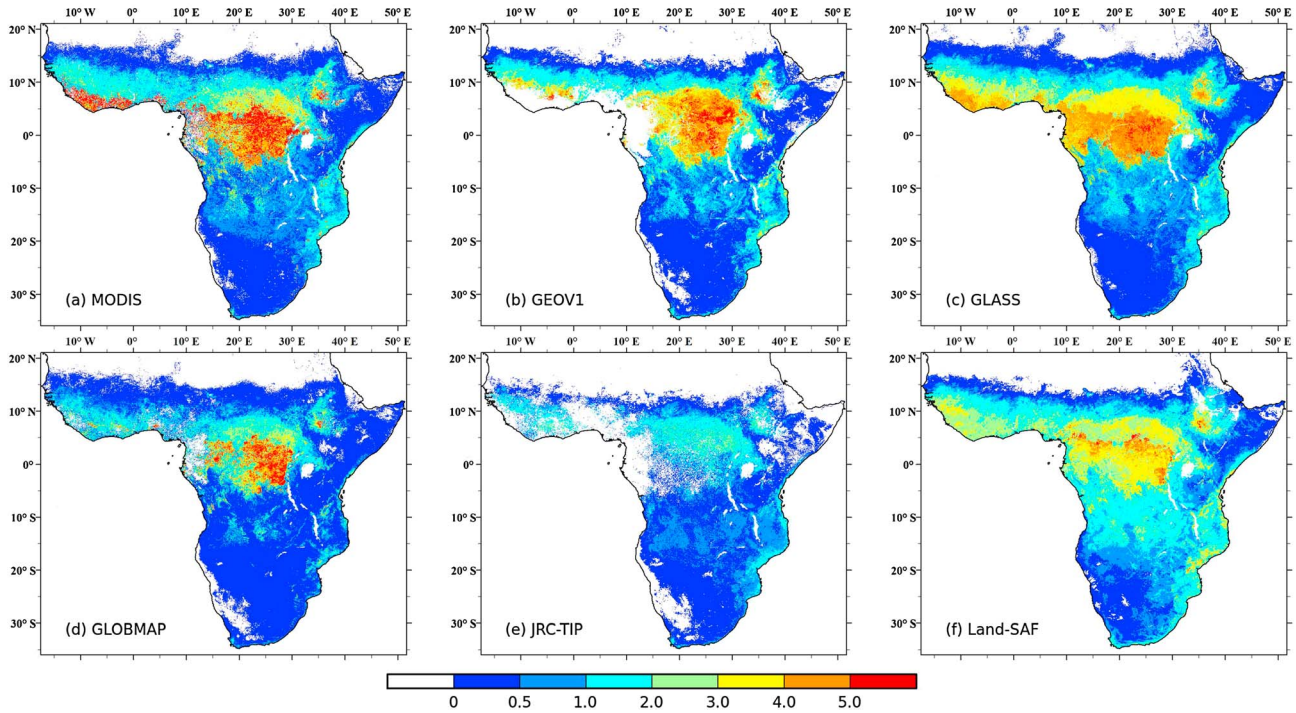 10° W 0° 10° E 20° E 30° E 40° E 50° E
10° W 0° 10° E 20° E 30° E 40° E 50° E
10° W 0° 10° E 20° E 30° E 40° E 50° E
20° N
10° N
0°
10° S
20° S
30° S
(a) MODIS
20° N
10° N
0°
10° S
20° S
30° S
(b) GEOV1
20° N
10° N
0°
10° S
20° S
30° S
(c) GLASS
10° W 0° 10° E 20° E 30° E 40° E 50° E
10° W 0° 10° E 20° E 30° E 40° E 50° E
10° W 0° 10° E 20° E 30° E 40° E 50° E
20° N
10° N
0°
10° S
20° S
30° S
(d) GLOBMAP
20° N
10° N
0°
10° S
20° S
30° S
(e) JRC-TIP
20° N
10° N
0°
10° S
20° S
30° S
(f) Land-SAF
0 0.5 1.0 2.0 3.0 4.0 5.0